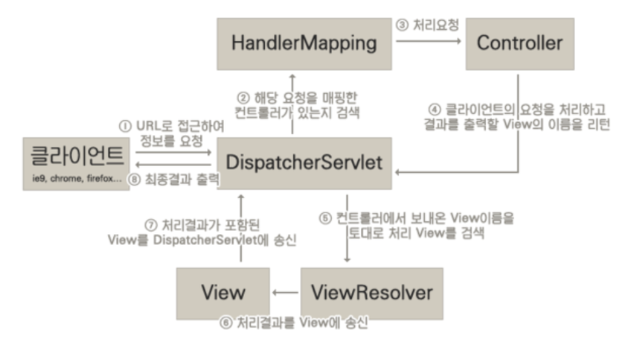 ③ 처리요청
HandlerMapping
Controller
② 해당 요청을 매핑한
컨트롤러가 있는지 검색
④ 클라이언트의 요청을 처리하고
결과를 출력할 View의 이름을 리턴
① URL로 접근하여
정보를 요청
클라이언트
ie9, chrome, firefox...
DispatcherServlet
⑧ 최종결과 출력
⑦ 처리결과가 포함된
View를 DispatcherServlet에 송신
⑤ 컨트롤러에서 보내온 View이름을
토대로 처리 View를 검색
View
ViewResolver
⑥ 처리결과를 View에 송신